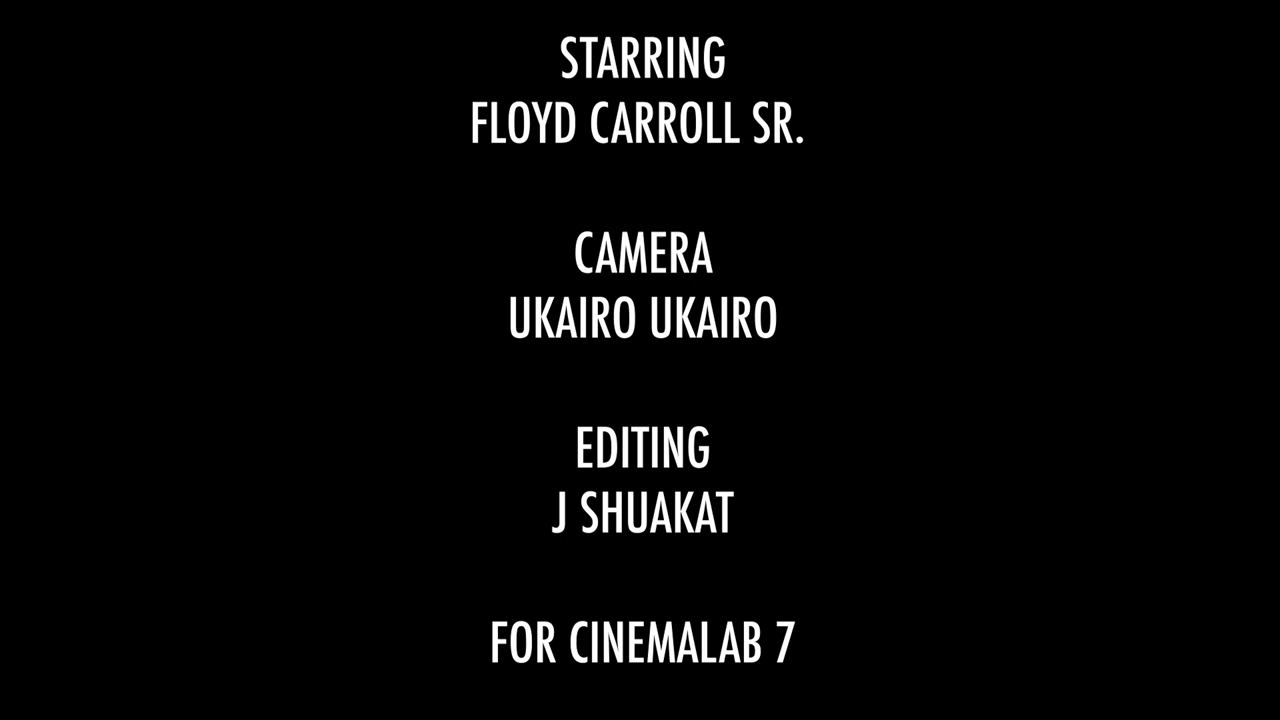 STARRING
FLOYD CARROLL SR.
CAMERA
UKAIRO UKAIRO
EDITING
J SHUAKAT
FOR CINEMALAB 7